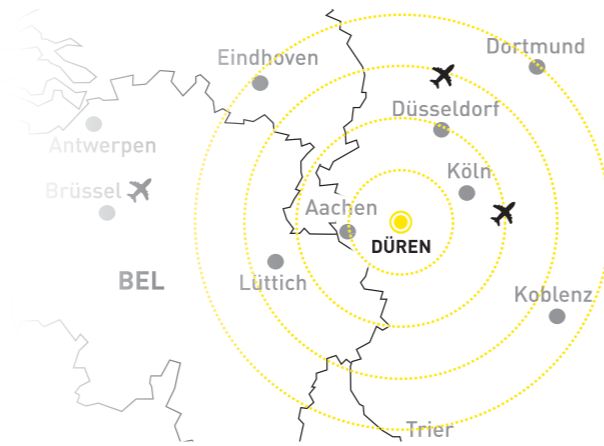 Dortmund
Eindhoven
Düsseldorf
Antwerpen
Köln
Brüssel
Aachen
DÜREN
BEL
Lüttich
Koblenz
Trier